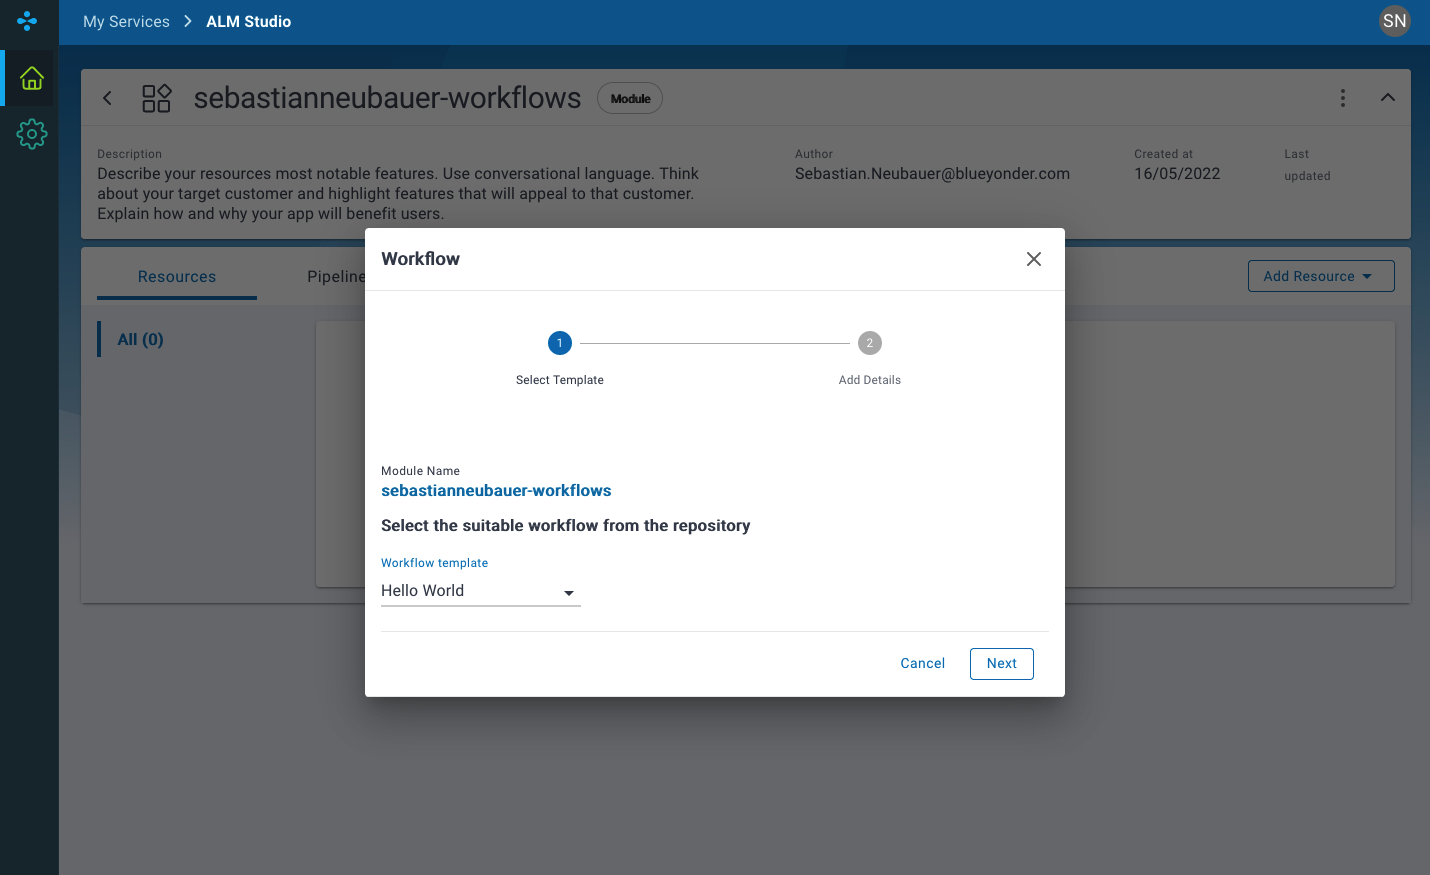 My Services > ALM Studio
SN
sebastianneubauer-workflows
Module
Description
Describe your resources most notable features. Use conversational language. Think
about your target customer and highlight features that will appeal to that customer.
Explain how and why your app will benefit users.
Author
Sebastian.Neubauer@blueyonder.com
Created at
16/05/2022
Last
updated
Resources
Pipeline
Add Resource
All (0)
Workflow
1
2
Select Template
Add Details
Module Name
sebastianneubauer-workflows
Select the suitable workflow from the repository
Workflow template
Hello World
Cancel
Next